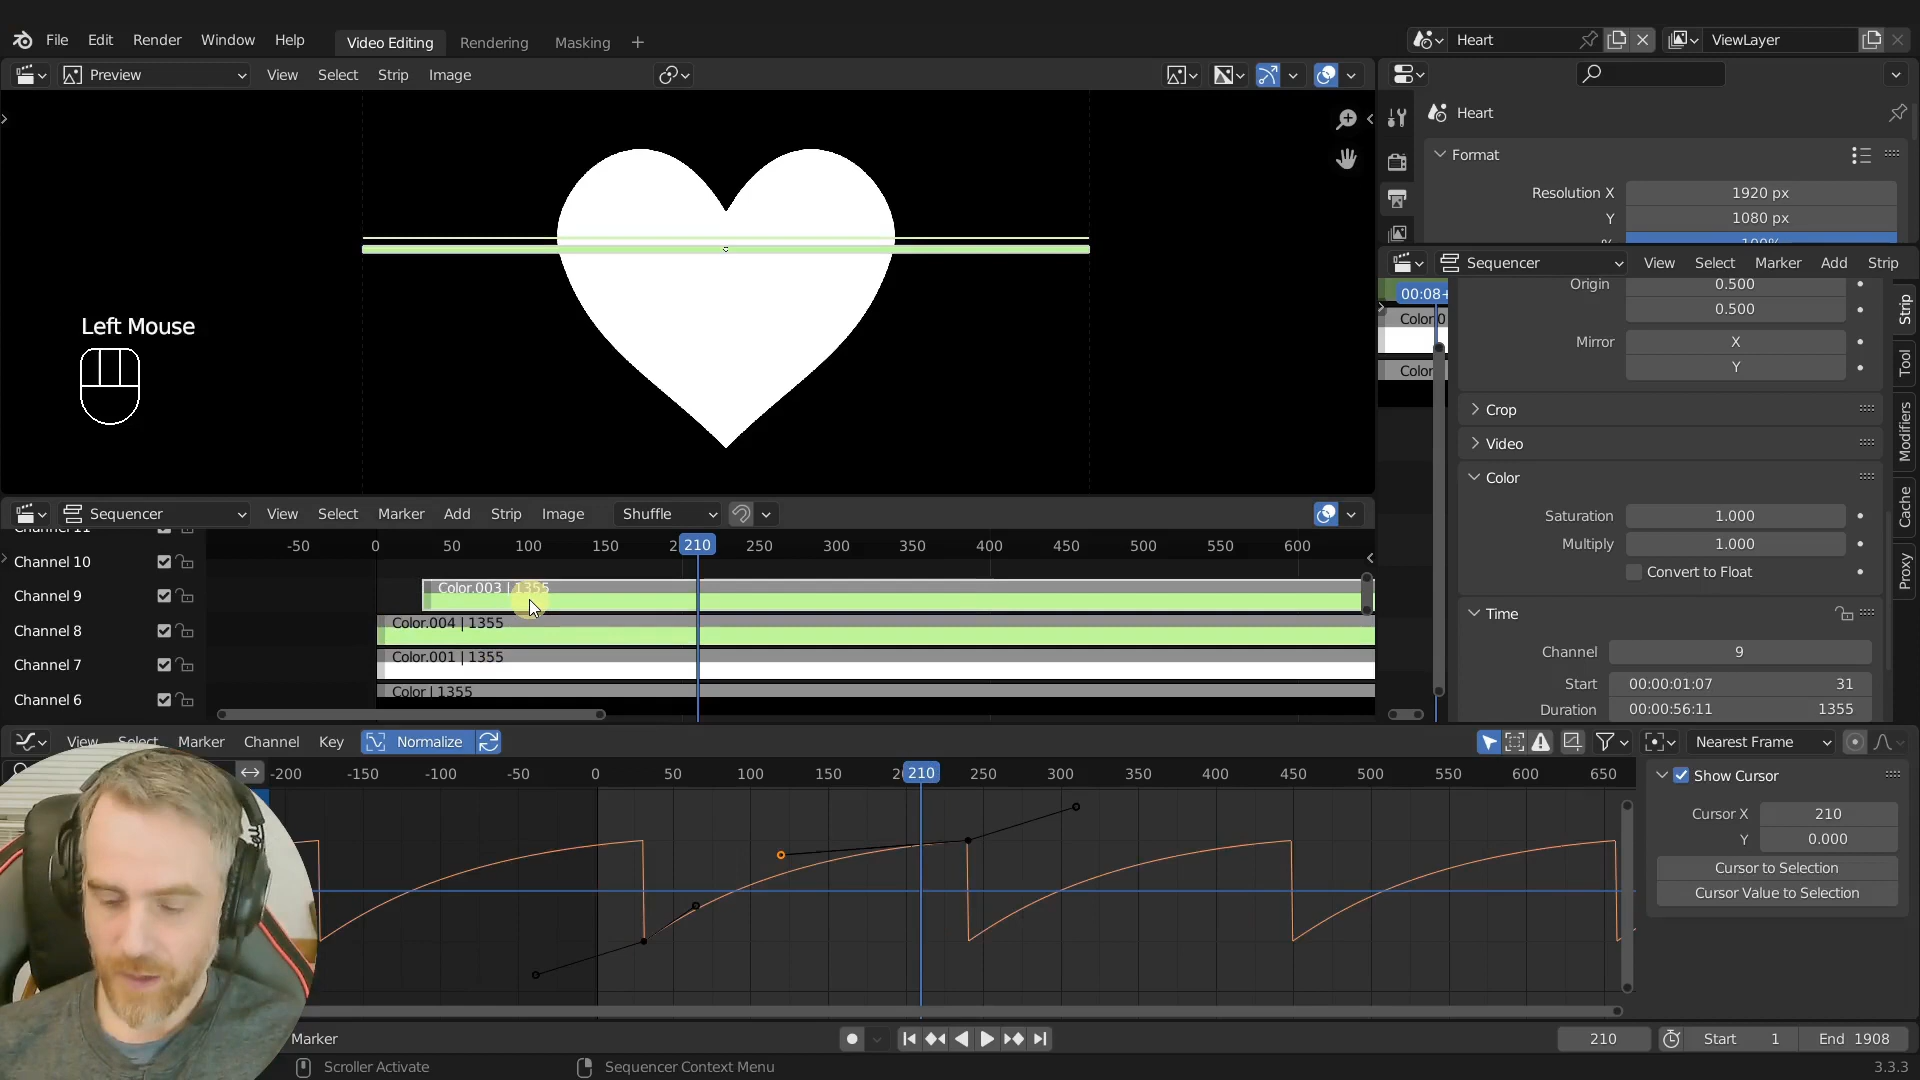 File Edit Render Window Help Video Editing Rendering Masking + Heart ViewLayer
Preview View Select Strip Image
Heart
Format
Resolution X 1920 px
Y 1080 px
% 100%
Sequencer View Select Marker Add Strip
Origin 0.500
0.500
Mirror X
Y
Crop
Video
Color
Saturation 1.000
Multiply 1.000
Convert to Float
Time
Channel 9
Start 00:00:01:07 31
Duration 00:00:56:11 1355
Strip
Tool
Modifiers
Cache
Proxy
00:08+
Color.0
Color
Left Mouse
Sequencer View Select Marker Add Strip Image Shuffle
-50 0 50 100 150 2 210 250 300 350 400 450 500 550 600
Channel 11
Channel 10
Channel 9
Channel 8
Channel 7
Channel 6
Color.003 | 1355
Color.004 | 1355
Color.001 | 1355
Color | 1355
View Select Marker Channel Key Normalize Nearest Frame
-200 -150 -100 -50 0 50 100 150 20 210 250 300 350 400 450 500 550 600 650
Show Cursor
Cursor X 210
Y 0.000
Cursor to Selection
Cursor Value to Selection
Marker 210 Start 1 End 1908
Scroller Activate Sequencer Context Menu 3.3.3